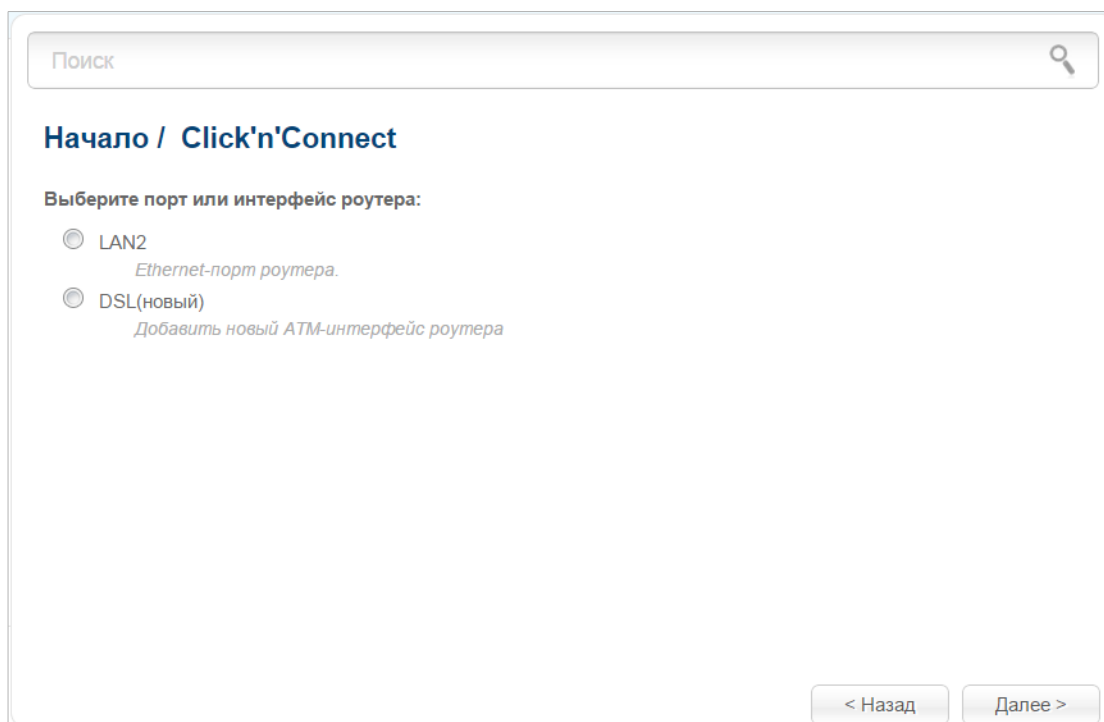 Поиск
Начало / Click'n'Connect
Выберите порт или интерфейс роутера:
LAN2
Ethernet-порт роутера.
DSL(новый)
Добавить новый ATM-интерфейс роутера
< Назад
Далее >